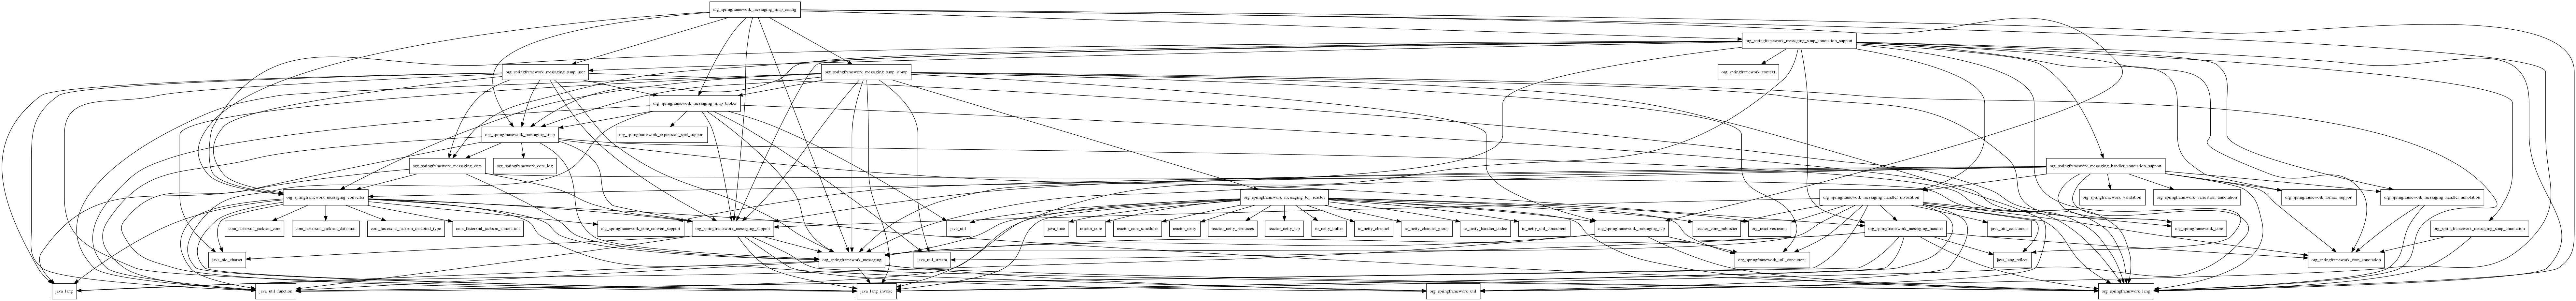 org_springframework_messaging_simp_config
org_springframework_messaging_simp_annotation_support
org_springframework_messaging_simp_user
org_springframework_messaging_simp_stomp
org_springframework_context
org_springframework_messaging_simp_broker
org_springframework_messaging_simp
org_springframework_expression_spel_support
org_springframework_messaging_core
org_springframework_core_log
org_springframework_messaging_handler_annotation_support
org_springframework_messaging_converter
org_springframework_messaging_tcp_reactor
org_springframework_messaging_handler_invocation
org_springframework_validation
org_springframework_validation_annotation
org_springframework_format_support
org_springframework_messaging_handler_annotation
com_fasterxml_jackson_core
com_fasterxml_jackson_databind
com_fasterxml_jackson_databind_type
com_fasterxml_jackson_annotation
org_springframework_core_convert_support
org_springframework_messaging_support
java_util
java_time
reactor_core
reactor_core_scheduler
reactor_netty
reactor_netty_resources
reactor_netty_tcp
io_netty_buffer
io_netty_channel
io_netty_channel_group
io_netty_handler_codec
io_netty_util_concurrent
org_springframework_messaging_tcp
reactor_core_publisher
org_reactivestreams
org_springframework_messaging_handler
java_util_concurrent
org_springframework_core
org_springframework_messaging_simp_annotation
java_nio_charset
org_springframework_messaging
java_util_stream
org_springframework_util_concurrent
java_lang_reflect
org_springframework_core_annotation
java_lang
java_util_function
java_lang_invoke
org_springframework_util
org_springframework_lang